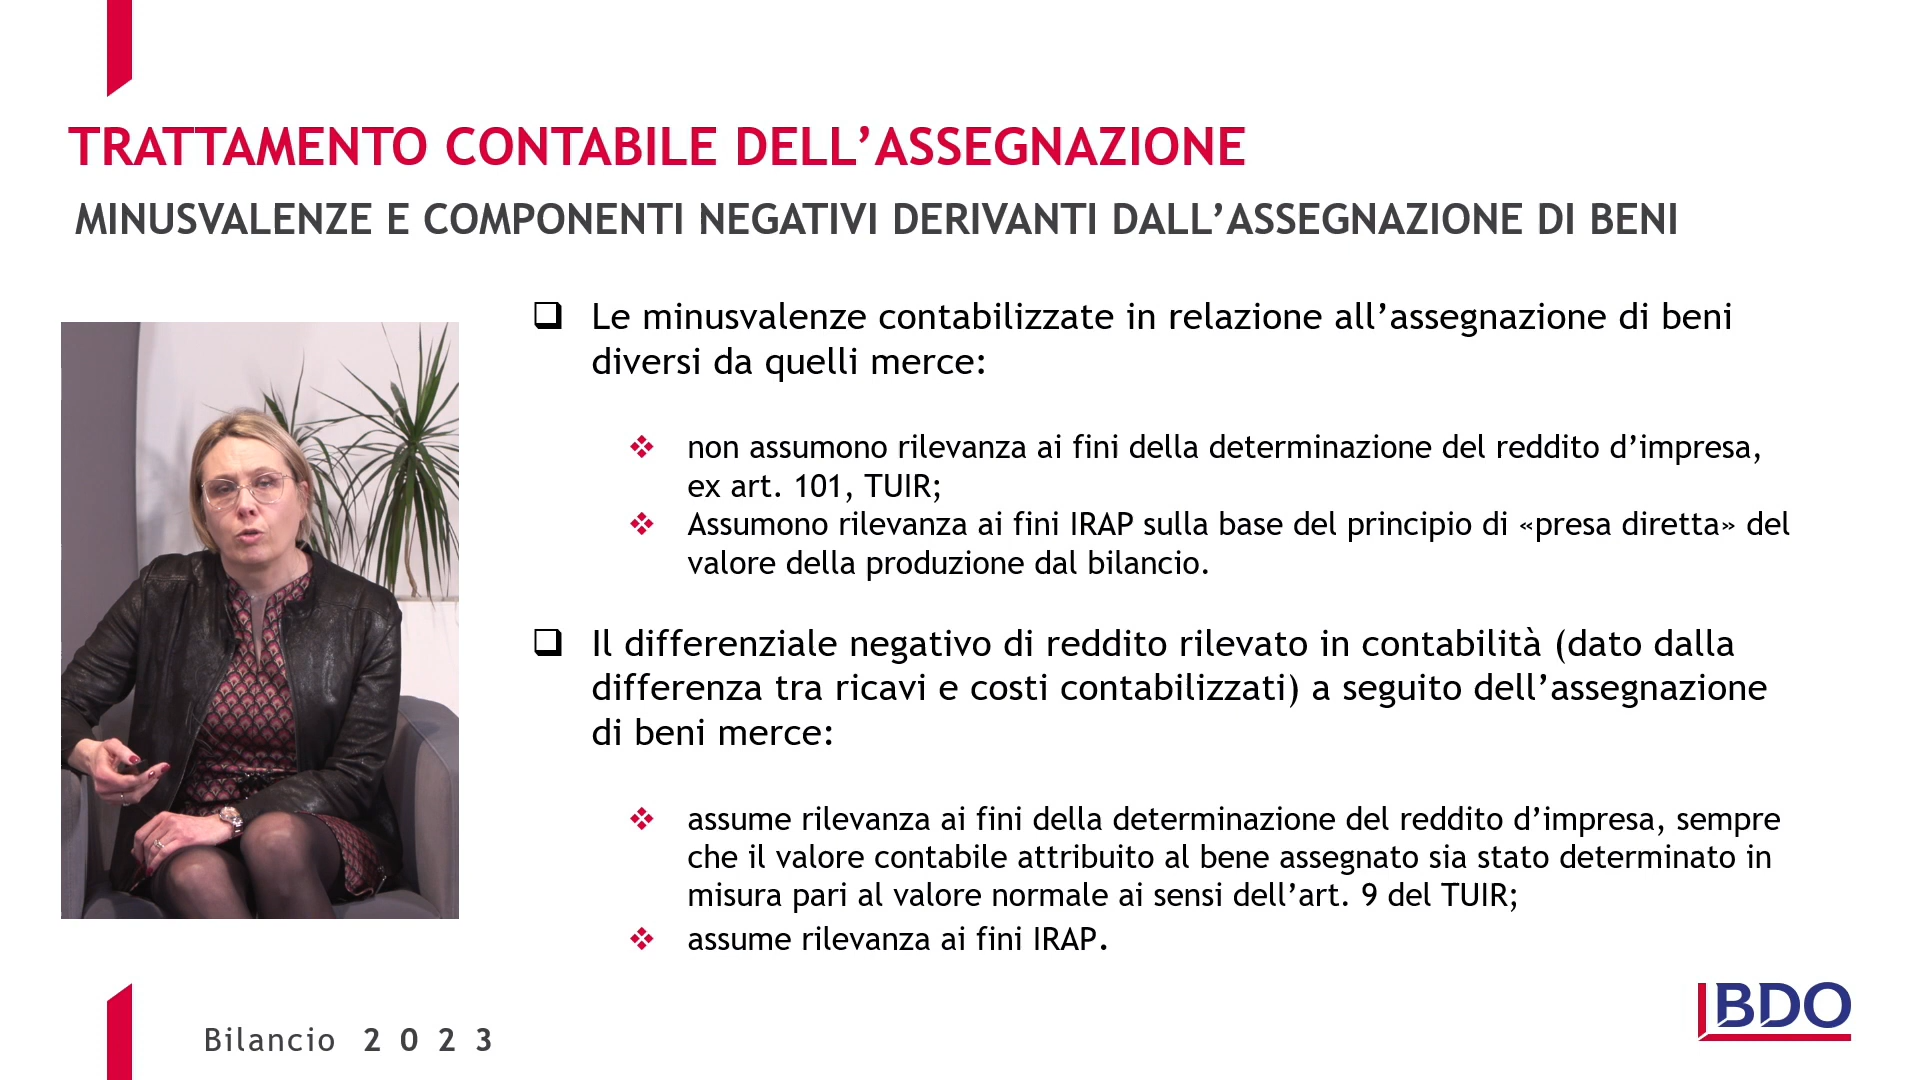 TRATTAMENTO CONTABILE DELL’ASSEGNAZIONE
MINUSVALENZE E COMPONENTI NEGATIVI DERIVANTI DALL’ASSEGNAZIONE DI BENI
Le minusvalenze contabilizzate in relazione all’assegnazione di beni
diversi da quelli merce:
non assumono rilevanza ai fini della determinazione del reddito d’impresa,
ex art. 101, TUIR;
Assumono rilevanza ai fini IRAP sulla base del principio di «presa diretta» del
valore della produzione dal bilancio.
Il differenziale negativo di reddito rilevato in contabilità (dato dalla
differenza tra ricavi e costi contabilizzati) a seguito dell’assegnazione
di beni merce:
assume rilevanza ai fini della determinazione del reddito d’impresa, sempre
che il valore contabile attribuito al bene assegnato sia stato determinato in
misura pari al valore normale ai sensi dell’art. 9 del TUIR;
assume rilevanza ai fini IRAP.
Bilancio 2023
BDO